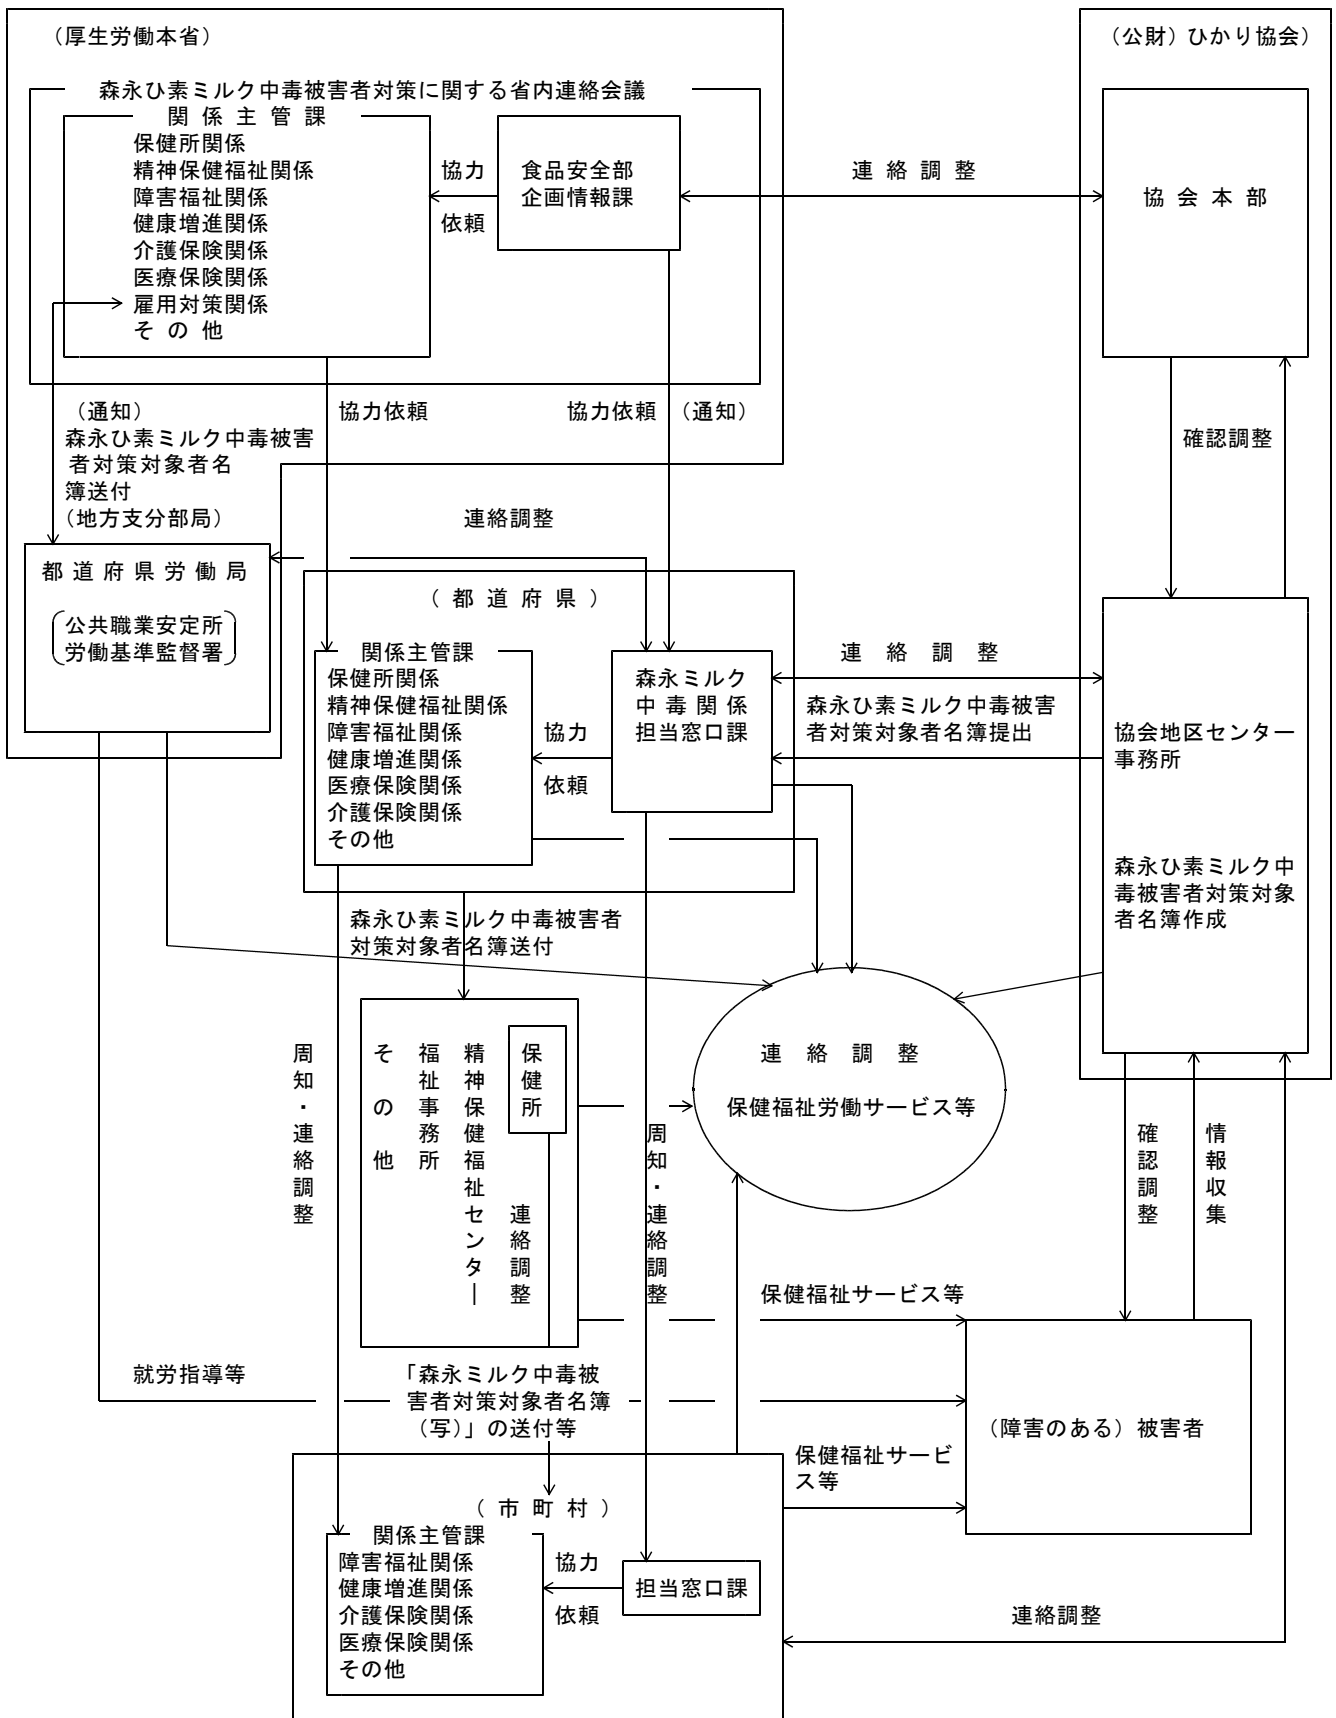 （厚生労働本省）
（公財）ひかり協会）
森永ひ素ミルク中毒被害者対策に関する省内連絡会議
関係主管課
保健所関係
精神保健福祉関係
障害福祉関係
健康増進関係
介護保険関係
医療保険関係
雇用対策関係
その他
協力
依頼
食品安全部
企画情報課
連絡調整
協会本部
（通知）
森永ひ素ミルク中毒被害
者対策対象者名
簿送付
（地方支分部局）
協力依頼
協力依頼（通知）
確認調整
連絡調整
都道府県労働局
公共職業安定所
労働基準監督署
（都道府県）
関係主管課
保健所関係
精神保健福祉関係
障害福祉関係
健康増進関係
医療保険関係
介護保険関係
その他
協力
依頼
森永ミルク
中毒関係
担当窓口課
連絡調整
森永ひ素ミルク中毒被害
者対策対象者名簿提出
協会地区センター
事務所
森永ひ素ミルク中
毒被害者対策対象
者名簿作成
森永ひ素ミルク中毒被害者
対策対象者名簿送付
周知・連絡調整
保健所
精神保健福祉センター
福祉事務所
その他
連絡調整
周知・連絡調整
連絡調整
保健福祉労働サービス等
確認調整
情報収集
保健福祉サービス等
就労指導等
「森永ミルク中毒被
害者対策対象者名簿
（写）」の送付等
（障害のある）被害者
保健福祉サービ
ス等
（市町村）
関係主管課
障害福祉関係
健康増進関係
介護保険関係
医療保険関係
その他
協力
依頼
担当窓口課
連絡調整